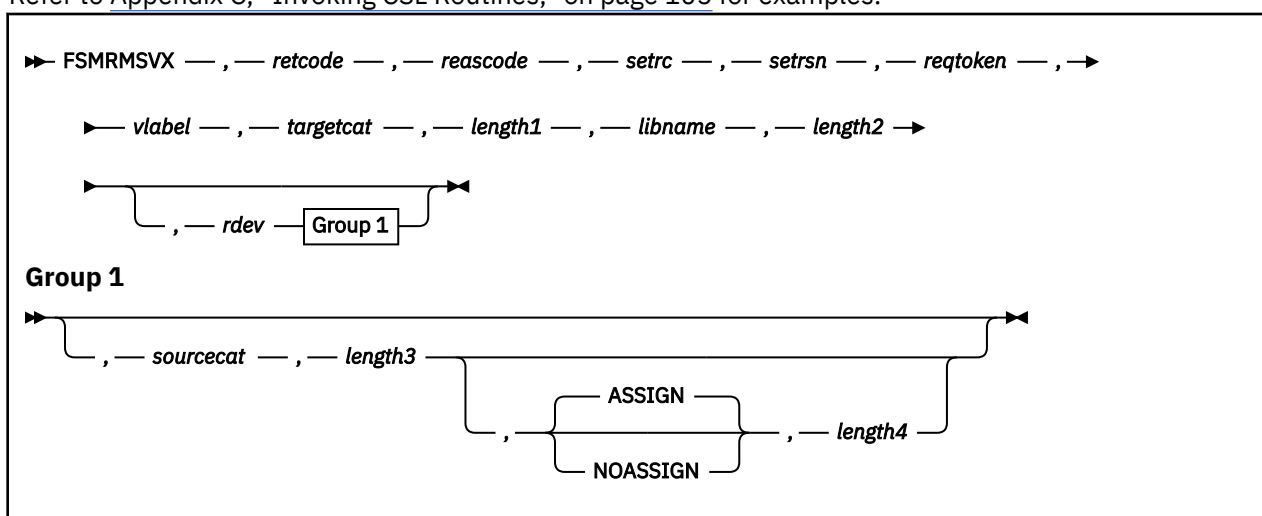 Refer to Appendix C, "Invoking CSL Routines," on page 165 for examples.
FSMRMSVX , retcode , reascode , setrc , setrsn , reqtoken ,
vlabel , targetcat , length1 , libname , length2
, rdev Group 1
Group 1
, sourcecat , length3
ASSIGN
, , length4
NOASSIGN